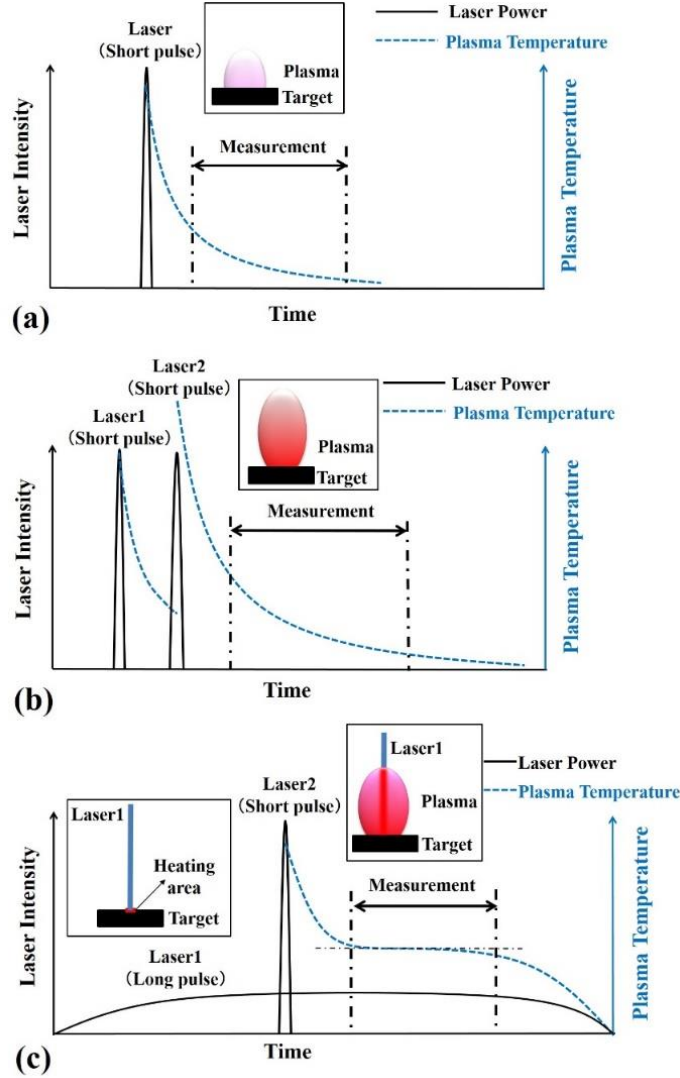 Laser
(Short pulse)
Plasma
Target
Laser Power
Plasma Temperature
Measurement
Laser Intensity
Plasma Temperature
Time
(a)
Laser2
(Short pulse)
Laser1
(Short pulse)
Plasma
Target
Laser Power
Plasma Temperature
Measurement
Laser Intensity
Plasma Temperature
Time
(b)
Laser1
Plasma
Target
Laser Power
Plasma Temperature
Laser2
(Short pulse)
Laser1
Heating
area
Target
Measurement
Laser1
(Long pulse)
Laser Intensity
Plasma Temperature
Time
(c)